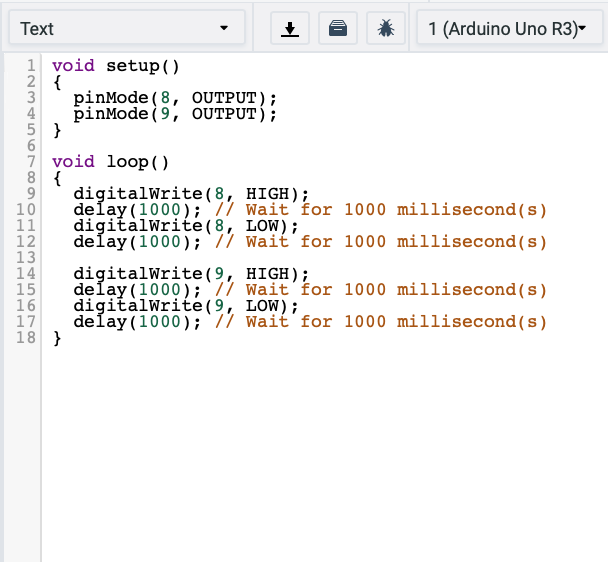 Text
1 (Arduino Uno R3)
1 void setup()
2 {
3   pinMode(8, OUTPUT);
4   pinMode(9, OUTPUT);
5 }
6
7 void loop()
8 {
9   digitalWrite(8, HIGH);
10   delay(1000); // Wait for 1000 millisecond(s)
11   digitalWrite(8, LOW);
12   delay(1000); // Wait for 1000 millisecond(s)
13
14   digitalWrite(9, HIGH);
15   delay(1000); // Wait for 1000 millisecond(s)
16   digitalWrite(9, LOW);
17   delay(1000); // Wait for 1000 millisecond(s)
18 }